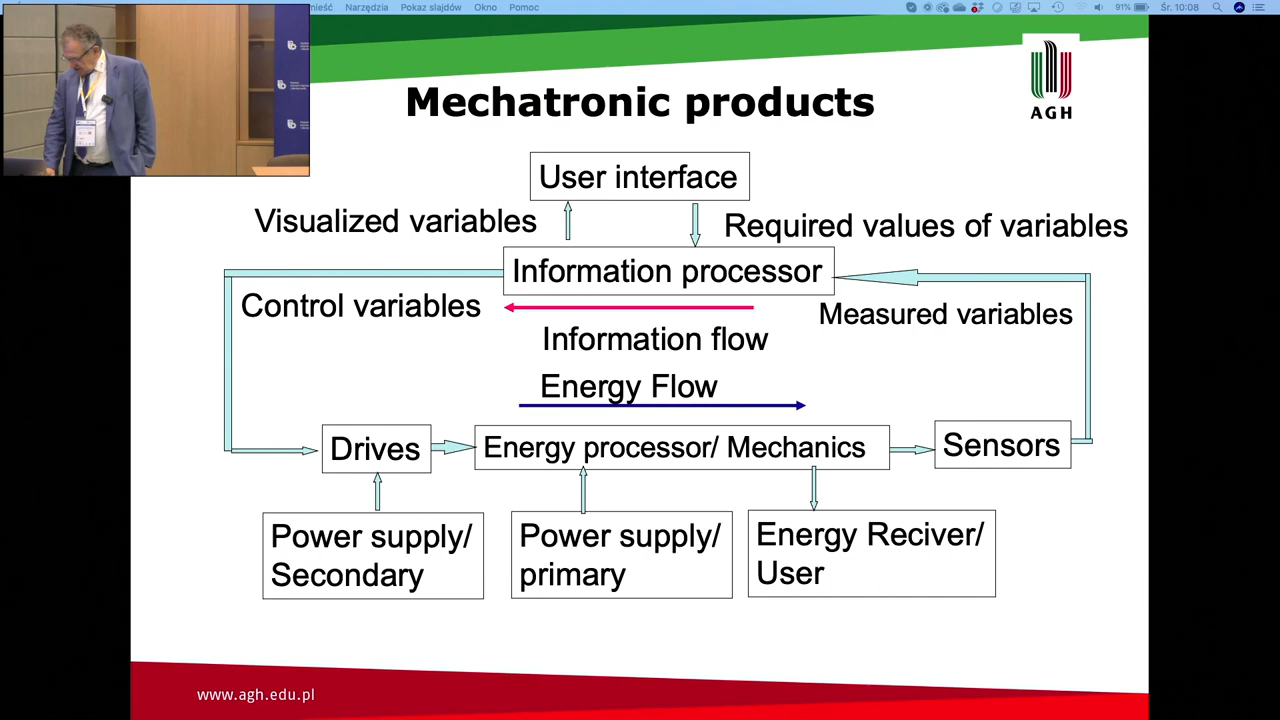 mieść Narzędzia Pokaz slajdów Okno Pomoc
91% Śr. 10:08
Mechatronic products
AGH
User interface
Visualized variables
Required values of variables
Information processor
Control variables
Measured variables
Information flow
Energy Flow
Drives
Energy processor/ Mechanics
Sensors
Power supply/
Secondary
Power supply/
primary
Energy Reciver/
User
www.agh.edu.pl